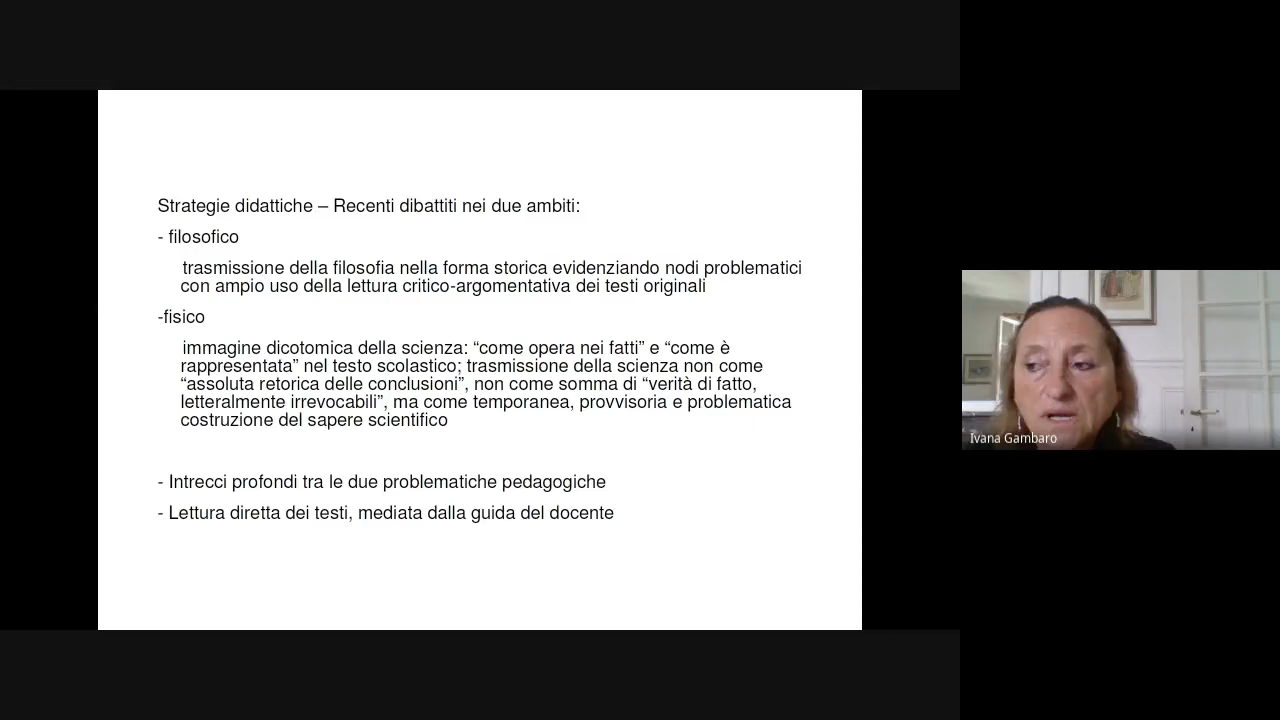 Strategie didattiche – Recenti dibattiti nei due ambiti:
- filosofico
trasmissione della filosofia nella forma storica evidenziando nodi problematici
con ampio uso della lettura critico-argomentativa dei testi originali
-fisico
immagine dicotomica della scienza: “come opera nei fatti” e “come è
rappresentata” nel testo scolastico; trasmissione della scienza non come
“assoluta retorica delle conclusioni”, non come somma di “verità di fatto,
letteralmente irrevocabili”, ma come temporanea, provvisoria e problematica
costruzione del sapere scientifico
- Intrecci profondi tra le due problematiche pedagogiche
- Lettura diretta dei testi, mediata dalla guida del docente
Ivana Gambaro